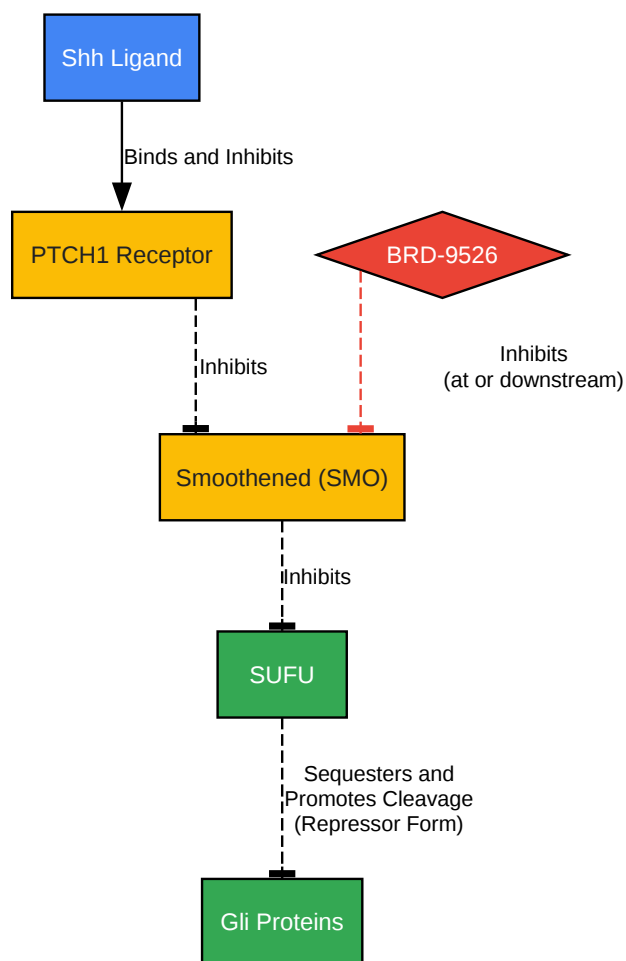 Shh Ligand
Binds and Inhibits
PTCH1 Receptor
BRD-9526
Inhibits
Inhibits
(at or downstream)
Smoothened (SMO)
Inhibits
SUFU
Sequesters and
Promotes Cleavage
(Repressor Form)
Gli Proteins